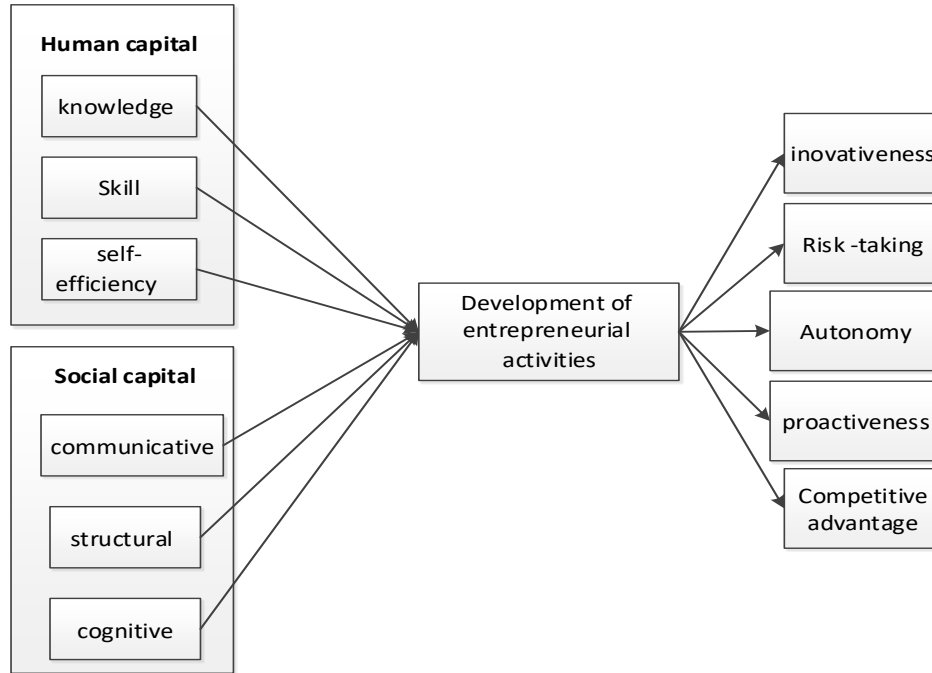 Human capital
knowledge
Skill
self-
efficiency
Social capital
communicative
structural
cognitive
Development of
entrepreneurial
activities
inovativeness
Risk -taking
Autonomy
proactiveness
Competitive
advantage